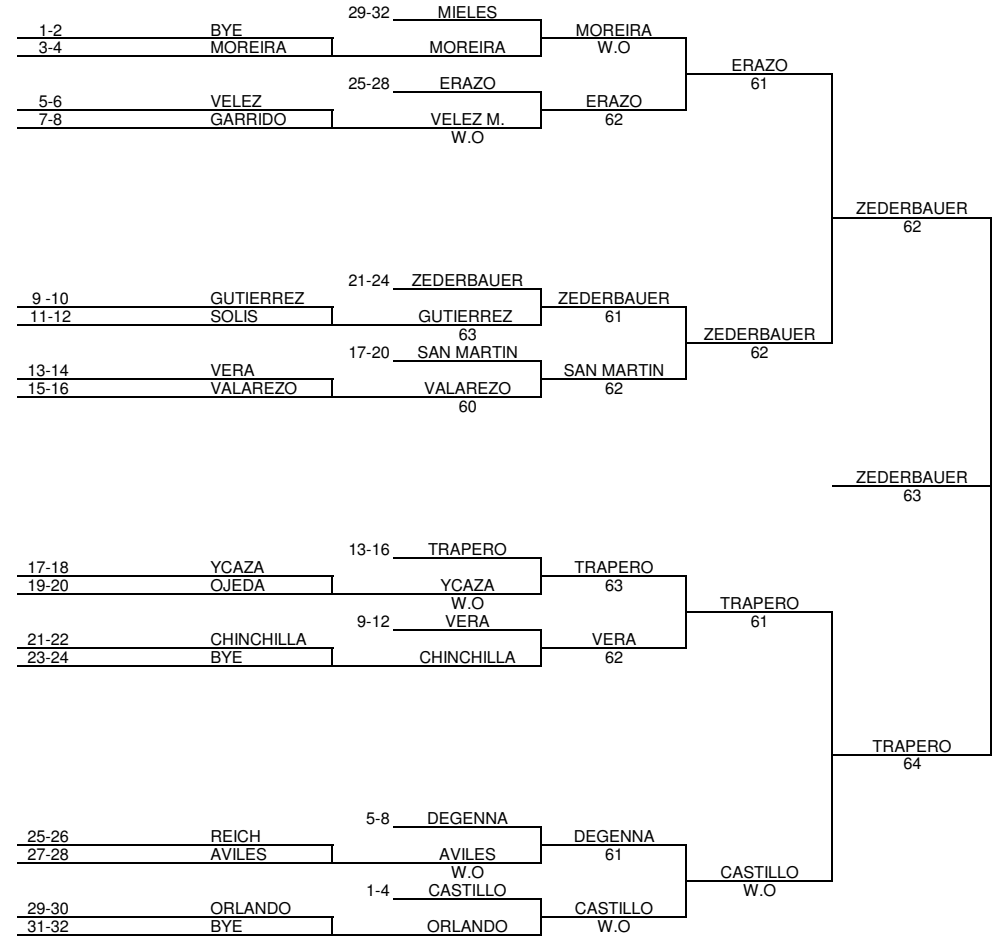 29-32 MIELES
1-2 BYE MOREIRA
3-4 MOREIRA MOREIRA W.O
ERAZO
25-28 ERAZO 61
5-6 VELEZ ERAZO
7-8 GARRIDO VELEZ M. 62
W.O
ZEDERBAUER
62
21-24 ZEDERBAUER
9 -10 GUTIERREZ ZEDERBAUER
11-12 SOLIS GUTIERREZ 61
63 ZEDERBAUER
17-20 SAN MARTIN 62
13-14 VERA SAN MARTIN
15-16 VALAREZO VALAREZO 62
60
ZEDERBAUER
63
13-16 TRAPERO
17-18 YCAZA TRAPERO
19-20 OJEDA YCAZA 63
W.O TRAPERO
9-12 VERA 61
21-22 CHINCHILLA VERA
23-24 BYE CHINCHILLA 62
TRAPERO
64
5-8 DEGENNA
25-26 REICH DEGENNA
27-28 AVILES AVILES 61
W.O CASTILLO
1-4 CASTILLO W.O
29-30 ORLANDO CASTILLO
31-32 BYE ORLANDO W.O